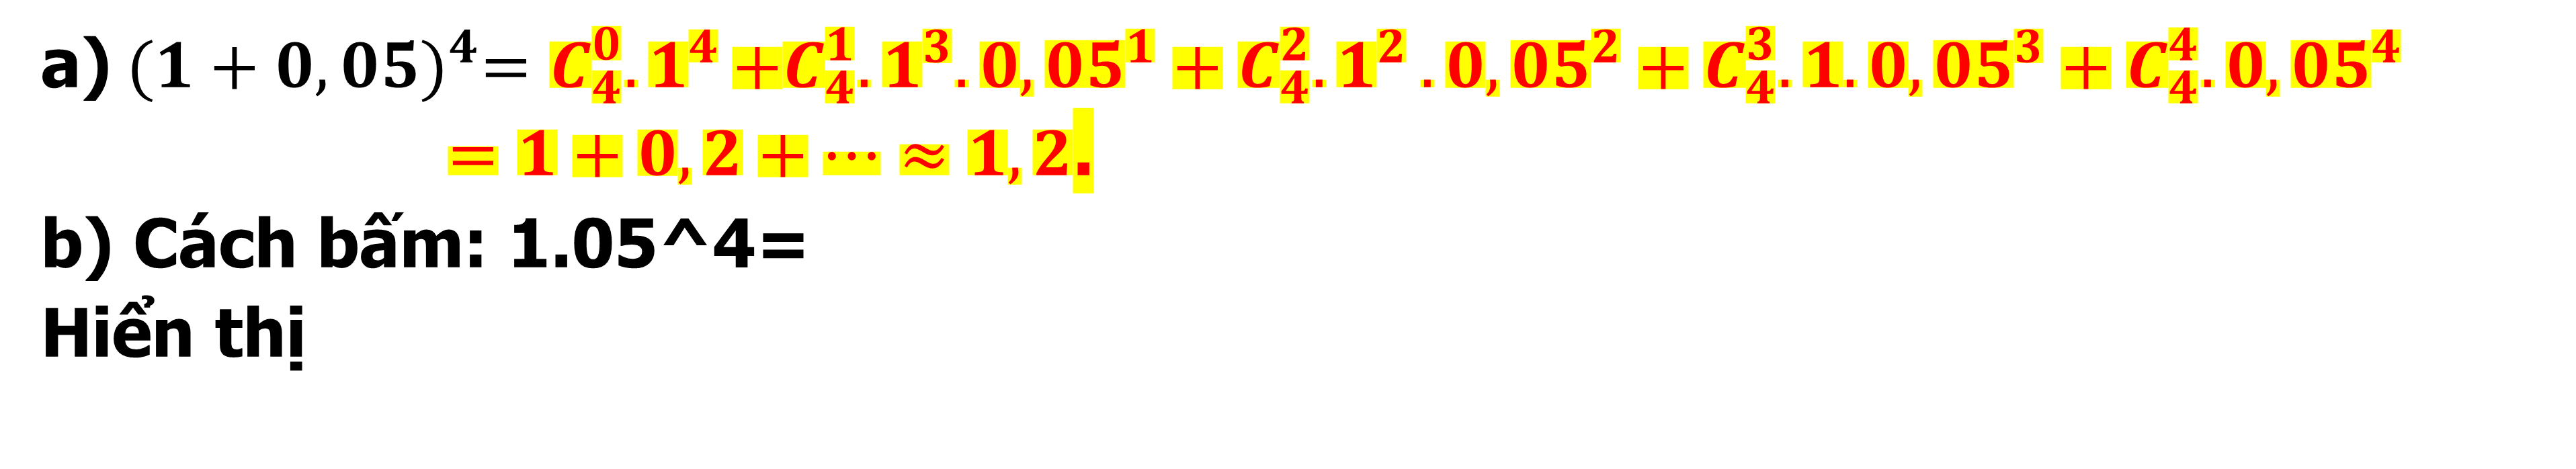 a) (1 + 0,05)⁴= C₄⁰. 1⁴ +C₄¹. 1³. 0,05¹ + C₄². 1² . 0,05² + C₄³. 1. 0,05³ + C₄⁴. 0,05⁴
= 1 + 0,2 + ⋯ ≈ 1,2.
b) Cách bấm: 1.05^4=
Hiển thị